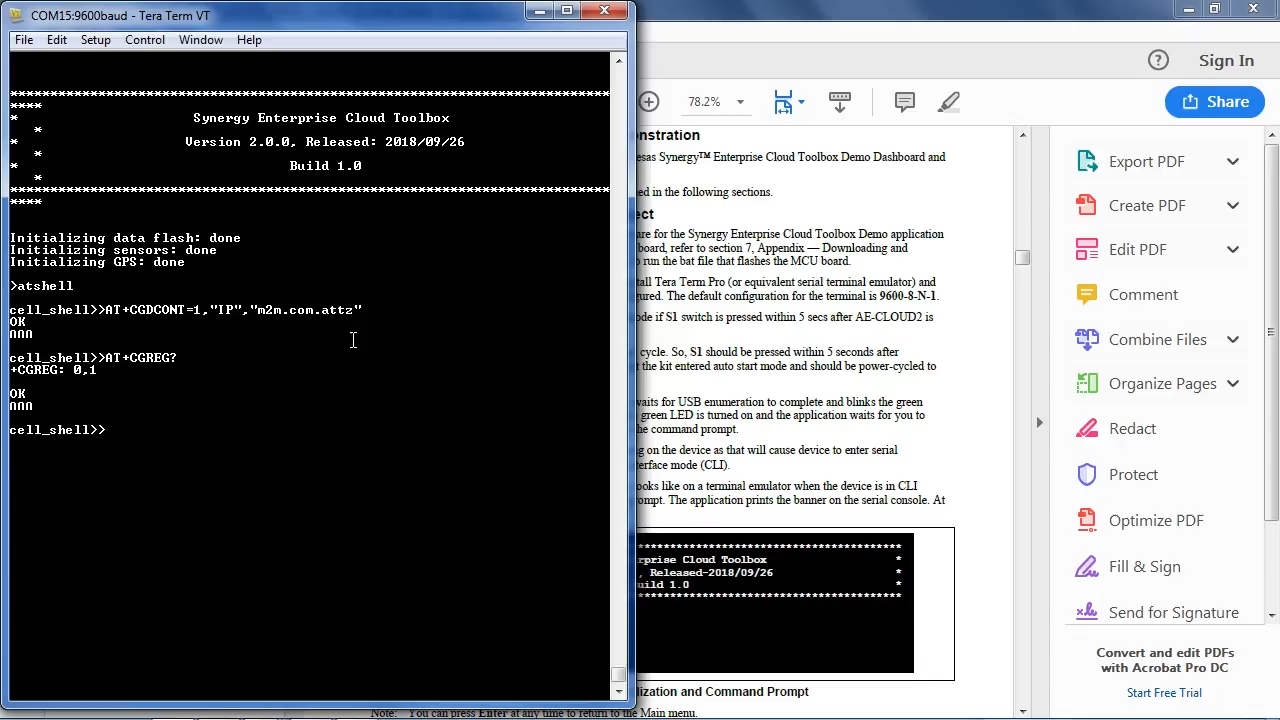 COM15:9600baud - Tera Term VT
File Edit Setup Control Window Help
*******************************************************************************
****
* Synergy Enterprise Cloud Toolbox
*
* Version 2.0.0, Released: 2018/09/26
*
* Build 1.0
*
*******************************************************************************
****
Initializing data flash: done
Initializing sensors: done
Initializing GPS: done
>atshell
cell_shell>>AT+CGDCONT=1,"IP","m2m.com.attz"
OK
cell_shell>>AT+CGREG?
+CGREG: 0,1
OK
cell_shell>>
Sign In
78.2%
Share
nstration
esas Synergy™ Enterprise Cloud Toolbox Demo Dashboard and
ed in the following sections.
ect
are for the Synergy Enterprise Cloud Toolbox Demo application
board, refer to section 7, Appendix — Downloading and
o run the bat file that flashes the MCU board.
tall Tera Term Pro (or equivalent serial terminal emulator) and
gured. The default configuration for the terminal is 9600-8-N-1.
ode if S1 switch is pressed within 5 secs after AE-CLOUD2 is
cycle. So, S1 should be pressed within 5 seconds after
t the kit entered auto start mode and should be power-cycled to
waits for USB enumeration to complete and blinks the green
green LED is turned on and the application waits for you to
he command prompt.
g on the device as that will cause device to enter serial
terface mode (CLI).
ooks like on a terminal emulator when the device is in CLI
ompt. The application prints the banner on the serial console. At
******************************************
rprise Cloud Toolbox *
, Released-2018/09/26 *
uild 1.0 *
******************************************
lization and Command Prompt
Note: You can press Enter at any time to return to the Main menu.
Export PDF
Create PDF
Edit PDF
Comment
Combine Files
Organize Pages
Redact
Protect
Optimize PDF
Fill & Sign
Send for Signature
Convert and edit PDFs
with Acrobat Pro DC
Start Free Trial